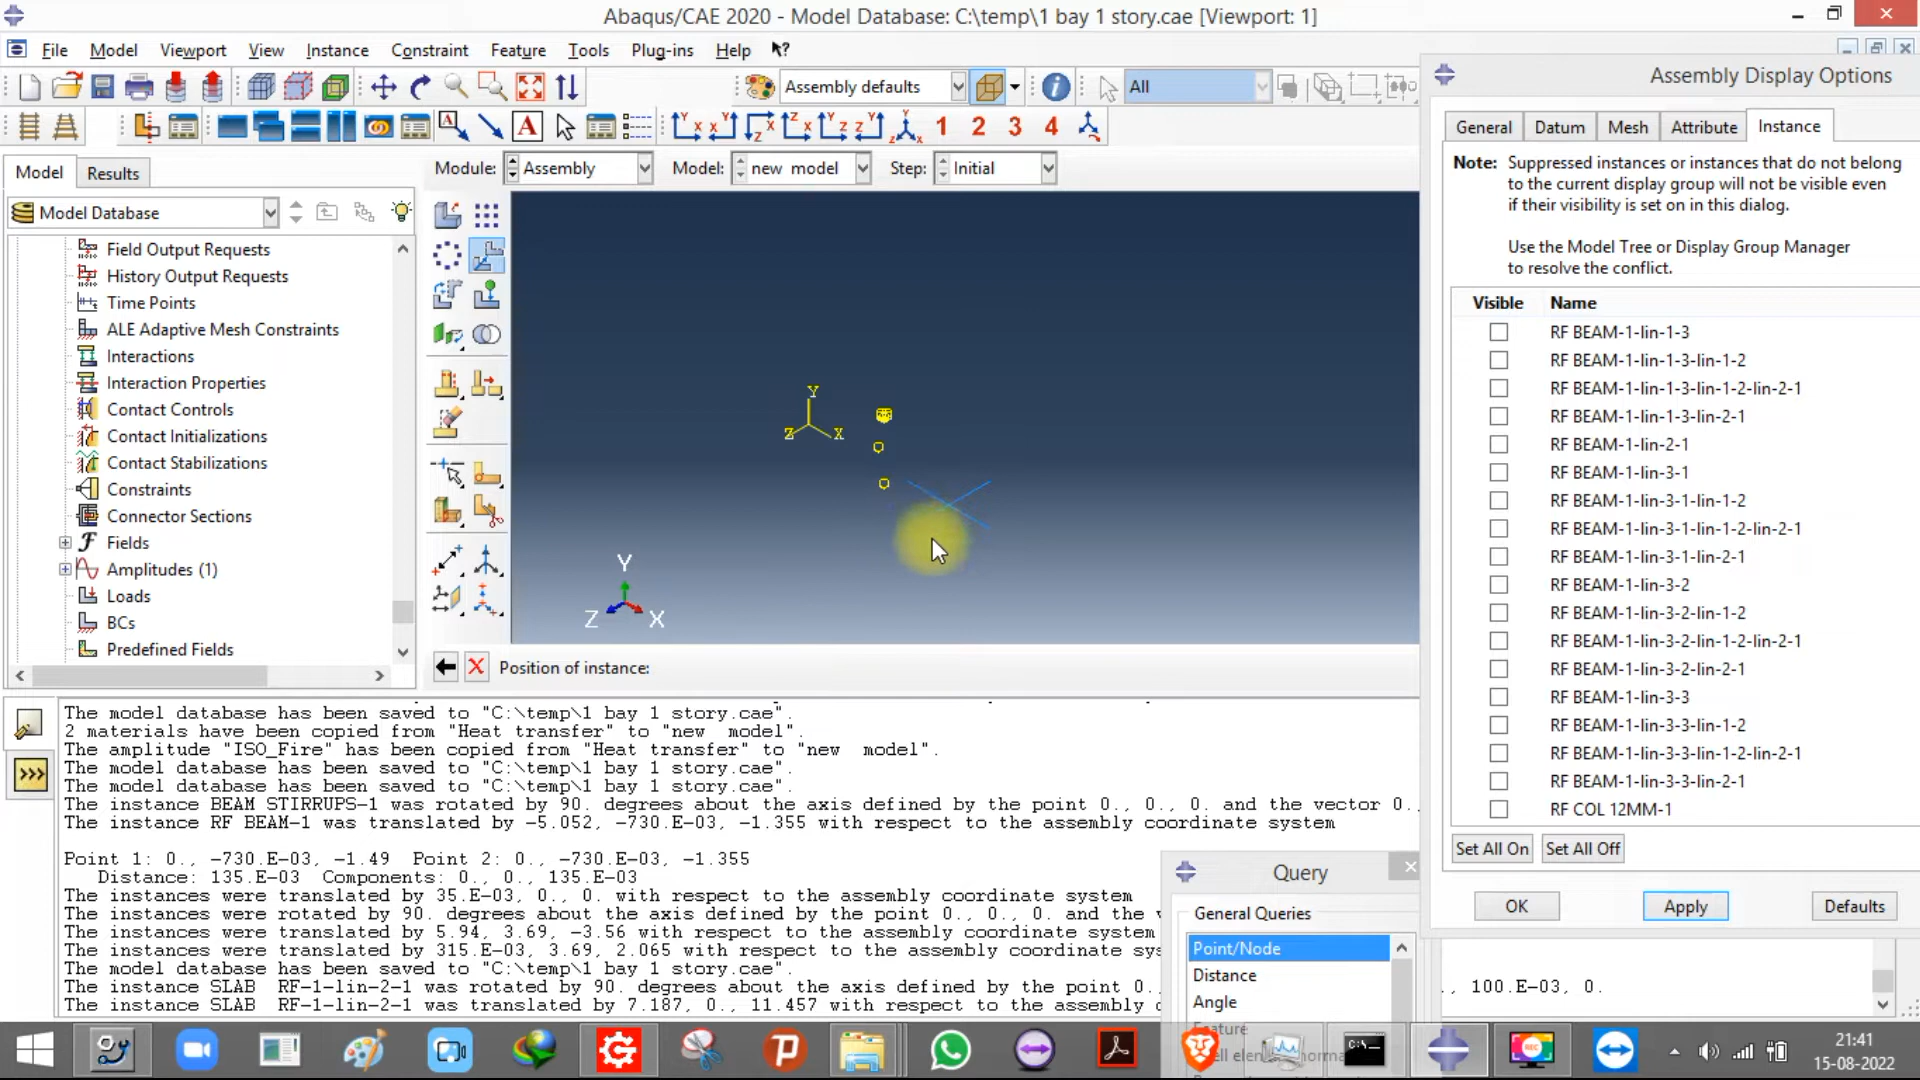 Abaqus/CAE 2020 - Model Database: C:\temp\1 bay 1 story.cae [Viewport: 1]
File Model Viewport View Instance Constraint Feature Tools Plug-ins Help
Assembly defaults
All
A
1 2 3 4
Model Results
Module: Assembly Model: new model Step: Initial
Model Database
Field Output Requests
History Output Requests
Time Points
ALE Adaptive Mesh Constraints
Interactions
Interaction Properties
Contact Controls
Contact Initializations
Contact Stabilizations
Constraints
Connector Sections
Fields
Amplitudes (1)
Loads
BCs
Predefined Fields
Y
Z X
Y
Z X
Position of instance:
The model database has been saved to "C:\temp\1 bay 1 story.cae".
2 materials have been copied from "Heat transfer" to "new  model".
The amplitude "ISO_Fire" has been copied from "Heat transfer" to "new  model".
The model database has been saved to "C:\temp\1 bay 1 story.cae".
The model database has been saved to "C:\temp\1 bay 1 story.cae".
The instance BEAM STIRRUPS-1 was rotated by 90. degrees about the axis defined by the point 0., 0., 0. and the vector 0..
The instance RF BEAM-1 was translated by -5.052, -730.E-03, -1.355 with respect to the assembly coordinate system
Point 1: 0., -730.E-03, -1.49  Point 2: 0., -730.E-03, -1.355
Distance: 135.E-03  Components: 0., 0., 135.E-03
The instances were translated by 35.E-03, 0., 0. with respect to the assembly coordinate system
The instances were rotated by 90. degrees about the axis defined by the point 0., 0., 0. and the v
The instances were translated by 5.94, 3.69, -3.56 with respect to the assembly coordinate system
The instances were translated by 315.E-03, 3.69, 2.065 with respect to the assembly coordinate sys
The model database has been saved to "C:\temp\1 bay 1 story.cae".
The instance SLAB  RF-1-lin-2-1 was rotated by 90. degrees about the axis defined by the point 0.
The instance SLAB  RF-1-lin-2-1 was translated by 7.187, 0., 11.457 with respect to the assembly c
., 100.E-03, 0.
Assembly Display Options
General Datum Mesh Attribute Instance
Note: Suppressed instances or instances that do not belong
to the current display group will not be visible even
if their visibility is set on in this dialog.
Use the Model Tree or Display Group Manager
to resolve the conflict.
Visible Name
RF BEAM-1-lin-1-3
RF BEAM-1-lin-1-3-lin-1-2
RF BEAM-1-lin-1-3-lin-1-2-lin-2-1
RF BEAM-1-lin-1-3-lin-2-1
RF BEAM-1-lin-2-1
RF BEAM-1-lin-3-1
RF BEAM-1-lin-3-1-lin-1-2
RF BEAM-1-lin-3-1-lin-1-2-lin-2-1
RF BEAM-1-lin-3-1-lin-2-1
RF BEAM-1-lin-3-2
RF BEAM-1-lin-3-2-lin-1-2
RF BEAM-1-lin-3-2-lin-1-2-lin-2-1
RF BEAM-1-lin-3-2-lin-2-1
RF BEAM-1-lin-3-3
RF BEAM-1-lin-3-3-lin-1-2
RF BEAM-1-lin-3-3-lin-1-2-lin-2-1
RF BEAM-1-lin-3-3-lin-2-1
RF COL 12MM-1
Set All On Set All Off
OK Apply Defaults
Query
General Queries
Point/Node
Distance
Angle
Feature
21:41
15-08-2022